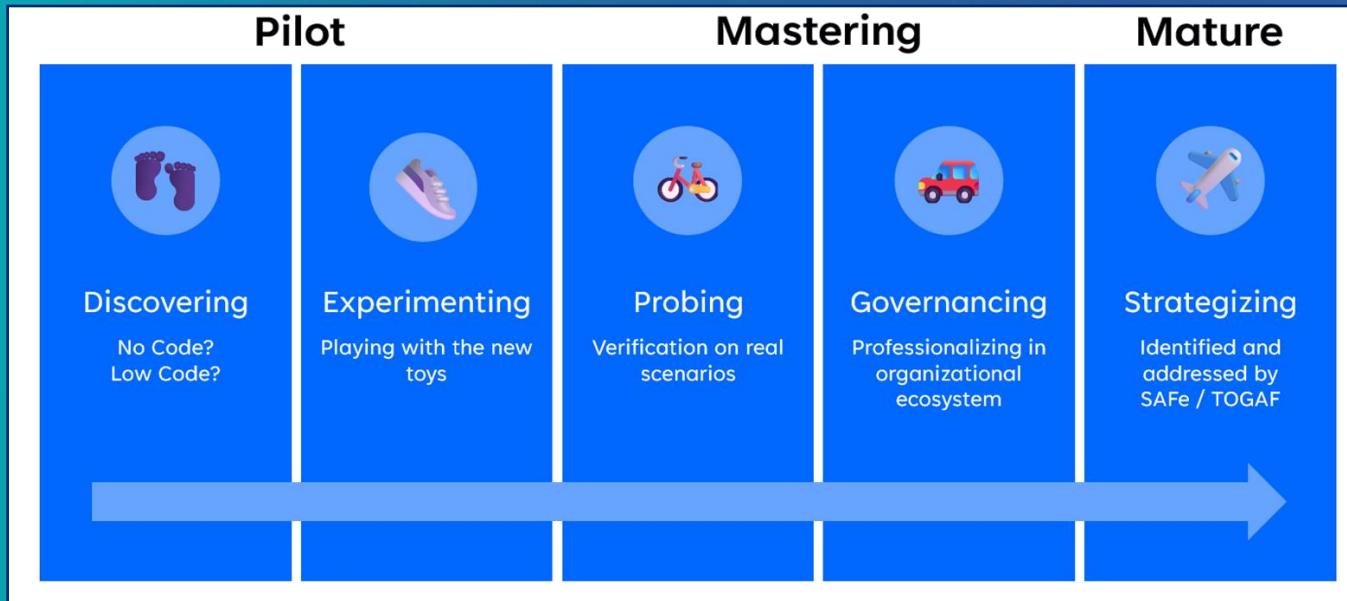 Pilot
Mastering
Mature
Discovering
No Code?
Low Code?
Experimenting
Playing with the new
toys
Probing
Verification on real
scenarios
Governancing
Professionalizing in
organizational
ecosystem
Strategizing
Identified and
addressed by
SAFe / TOGAF